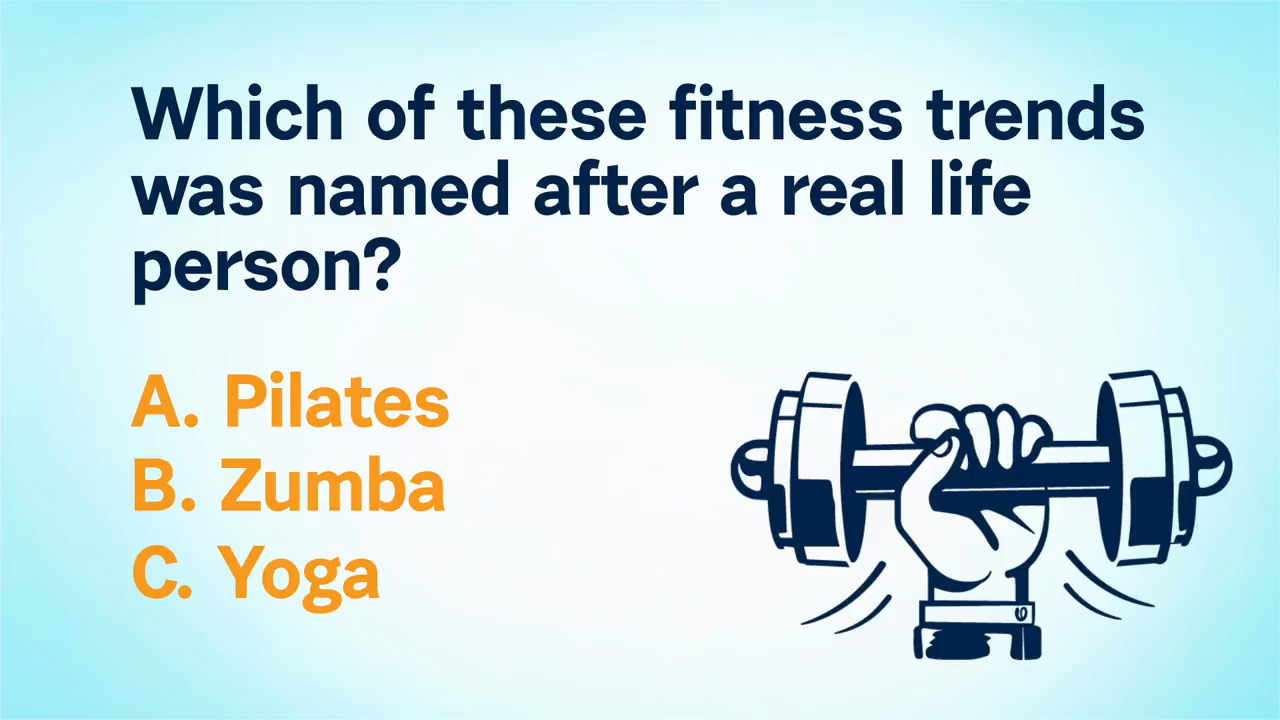 Which of these fitness trends
was named after a real life
person?
A. Pilates
B. Zumba
C. Yoga